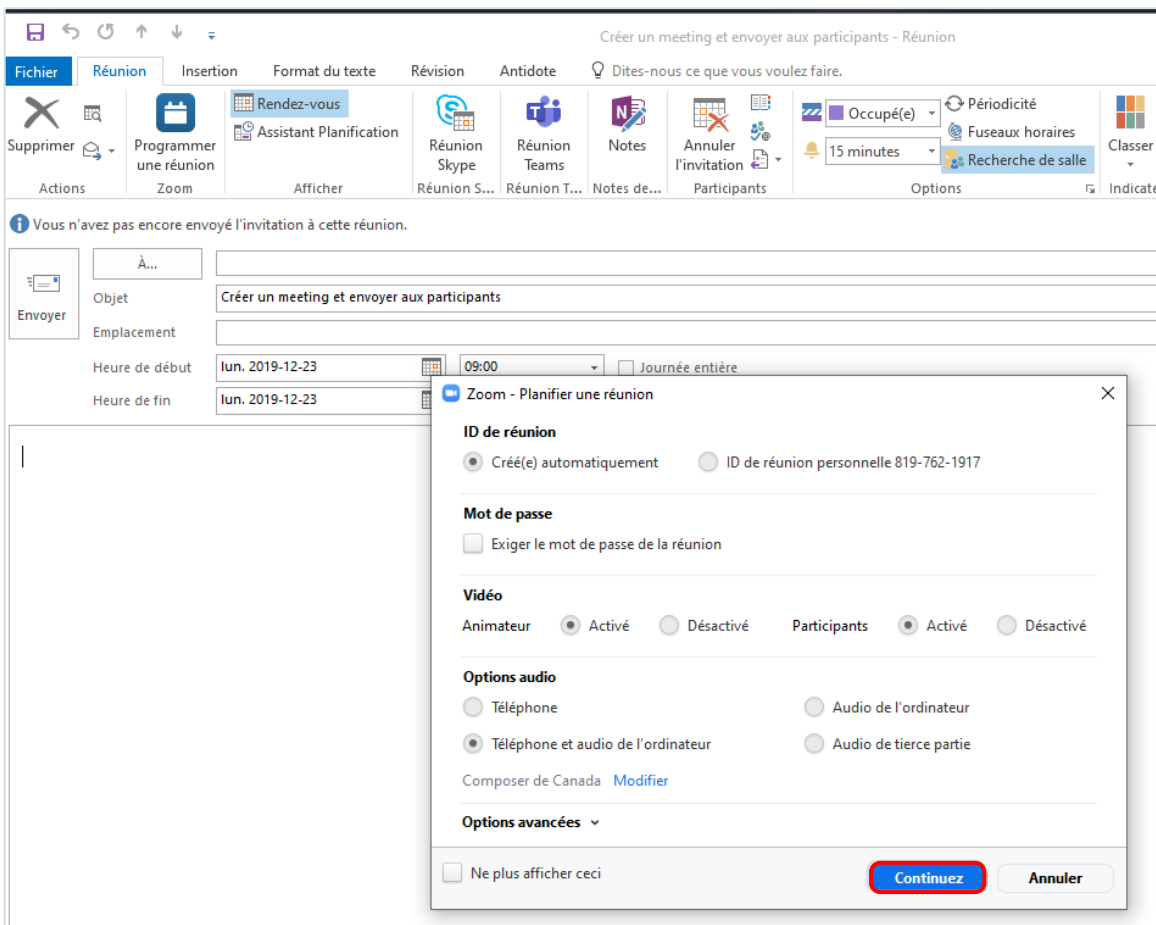 Créer un meeting et envoyer aux participants - Réunion
Fichier Réunion Insertion Format du texte Révision Antidote Dites-nous ce que vous voulez faire.
Supprimer
Programmer une réunion
Rendez-vous
Assistant Planification
Réunion Skype
Réunion Teams
Notes
Annuler l'invitation
Occupé(e)
15 minutes
Périodicité
Fuseaux horaires
Recherche de salle
Classer
Actions Zoom Afficher Réunion S... Réunion T... Notes de... Participants Options Indicate
Vous n'avez pas encore envoyé l'invitation à cette réunion.
Envoyer
À...
Objet Créer un meeting et envoyer aux participants
Emplacement
Heure de début lun. 2019-12-23 09:00 Journée entière
Heure de fin lun. 2019-12-23
Zoom - Planifier une réunion
ID de réunion
Créé(e) automatiquement ID de réunion personnelle 819-762-1917
Mot de passe
Exiger le mot de passe de la réunion
Vidéo
Animateur Activé Désactivé Participants Activé Désactivé
Options audio
Téléphone Audio de l'ordinateur
Téléphone et audio de l'ordinateur Audio de tierce partie
Composer de Canada Modifier
Options avancées
Ne plus afficher ceci Continuez Annuler